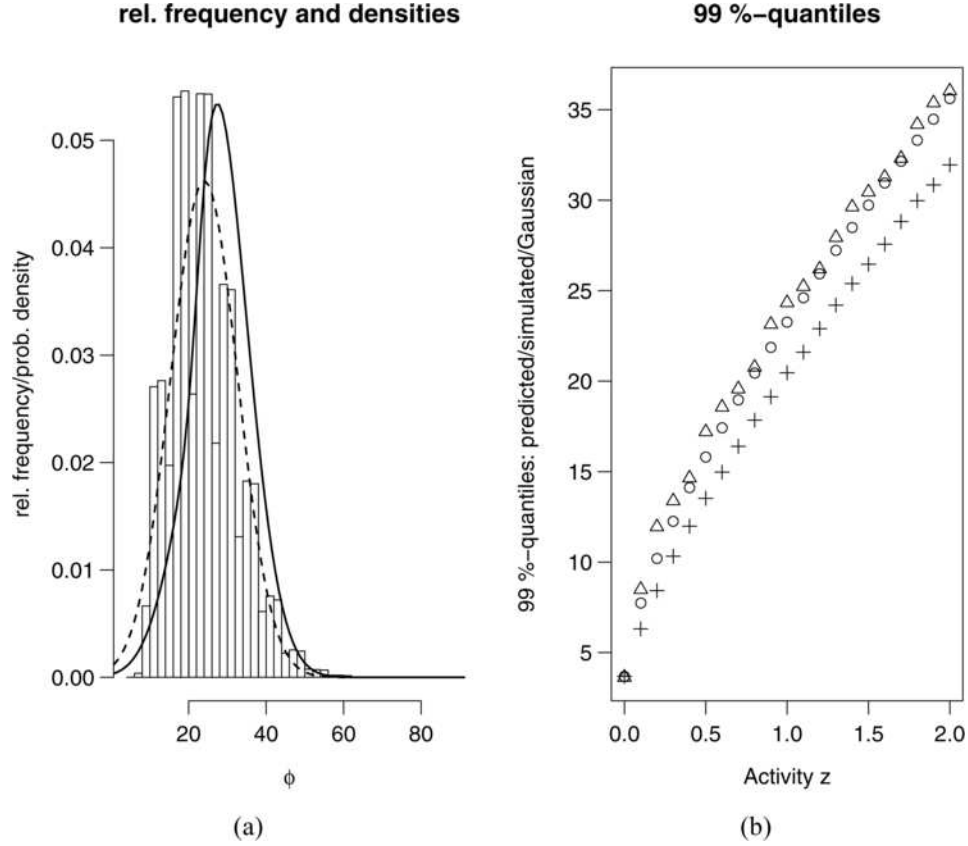 rel. frequency and densities
99 %-quantiles
rel. frequency/prob. density
0.05
0.04
0.03
0.02
0.01
0.00
20 40 60 80
ϕ
(a)
99 %-quantiles: predicted/simulated/Gaussian
35
30
25
20
15
10
5
0.0 0.5 1.0 1.5 2.0
Activity z
(b)